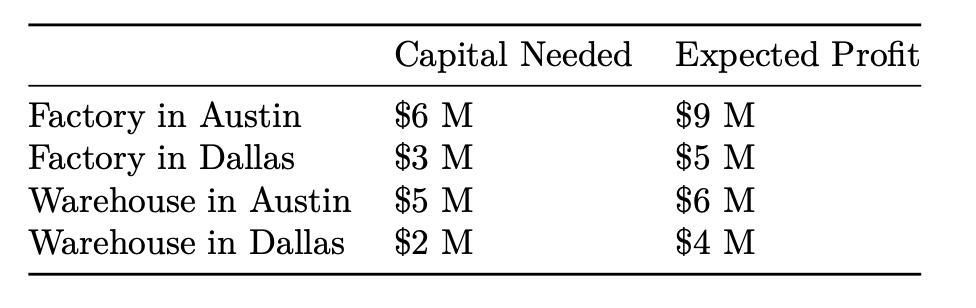 Capital Needed Expected Profit
Factory in Austin $6 M $9 M
Factory in Dallas $3 M $5 M
Warehouse in Austin $5 M $6 M
Warehouse in Dallas $2 M $4 M